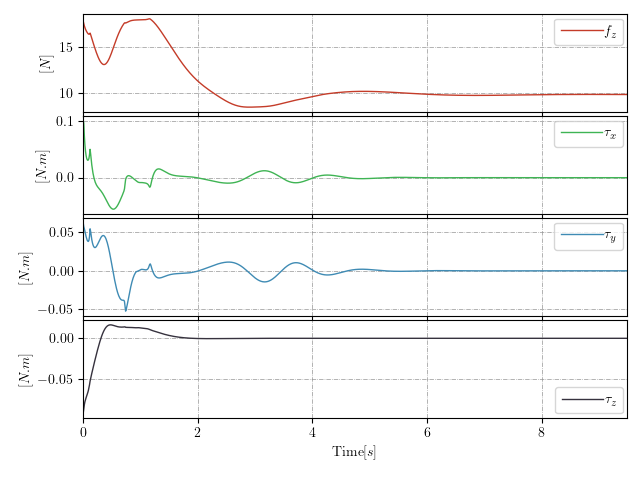 15
10
[N]
f_z
0.1
0.0
[N.m]
τ_x
0.05
0.00
−0.05
[N.m]
τ_y
0.00
−0.05
[N.m]
τ_z
0 2 4 6 8
Time[s]